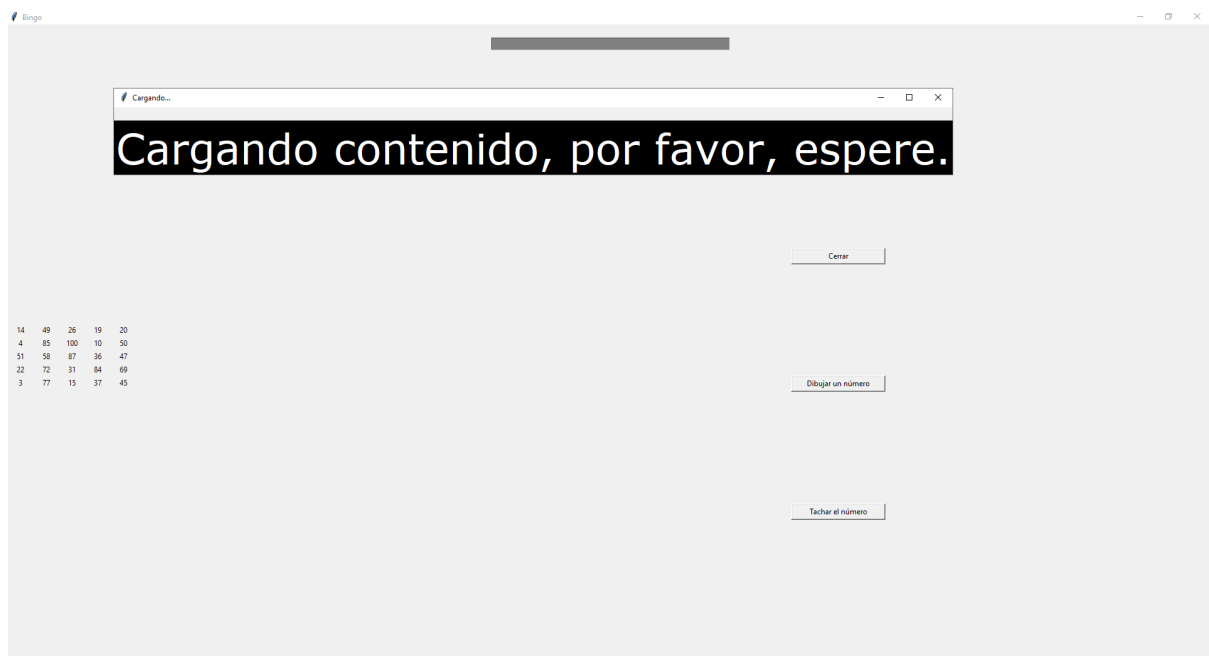 Bingo
Cargando...
Cargando contenido, por favor, espere.
Cerrar
14 49 26 19 20
4 85 100 10 50
51 58 87 36 47
22 72 31 84 69
3 77 15 37 45
Dibujar un número
Tachar el número